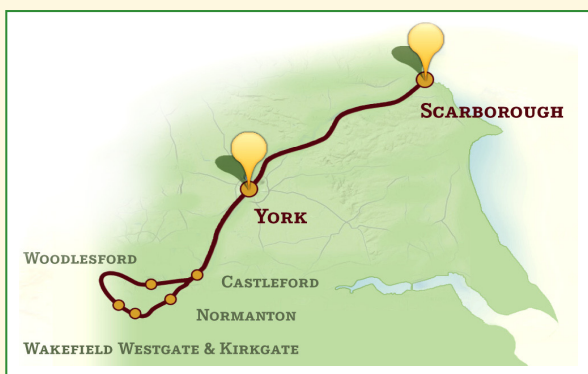 Scarborough
York
Woodlesford
Castleford
Normanton
Wakefield Westgate & Kirkgate